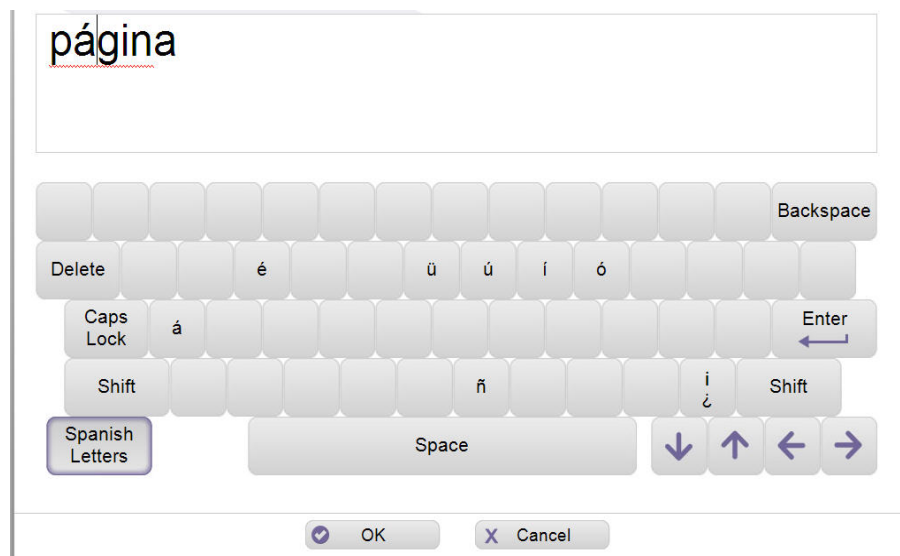 página
Backspace
Delete é ü ú í ó
Caps Lock á Enter
Shift ñ ¡ ¿ Shift
Spanish Letters Space
OK X Cancel